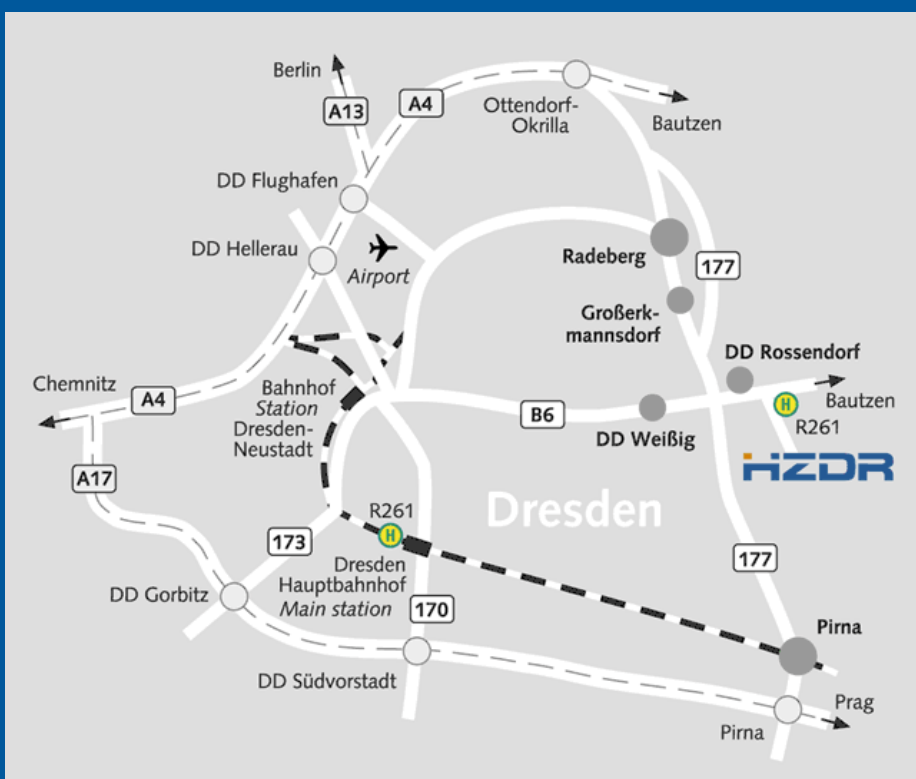 Berlin
A13
A4
Ottendorf-
Okrilla
Bautzen
DD Flughafen
DD Hellerau
Airport
Radeberg
177
Großerk-
mannsdorf
DD Rossendorf
Chemnitz
A4
Bahnhof
Station
Dresden-
Neustadt
B6
DD Weißig
Bautzen
H
R261
HZDR
A17
Dresden
R261
H
173
Dresden
Hauptbahnhof
Main station
170
177
DD Gorbitz
Pirna
DD Südvorstadt
Prag
Pirna